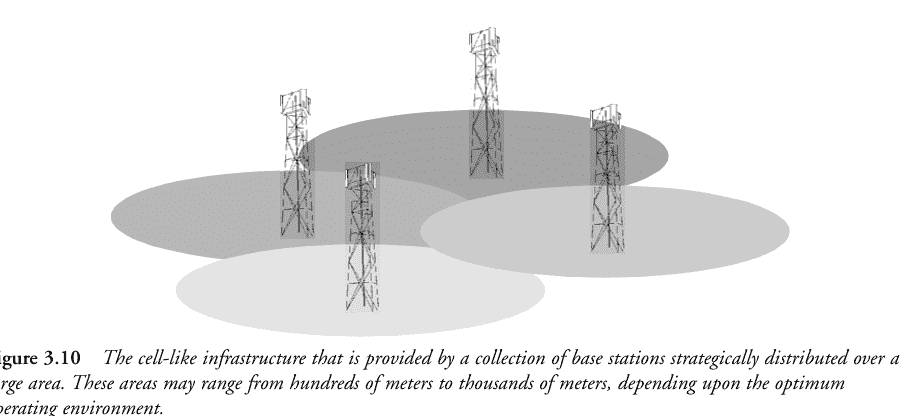 igure 3.10 The cell-like infrastructure that is provided by a collection of base stations strategically distributed over a
rge area. These areas may range from hundreds of meters to thousands of meters, depending upon the optimum
perating environment.